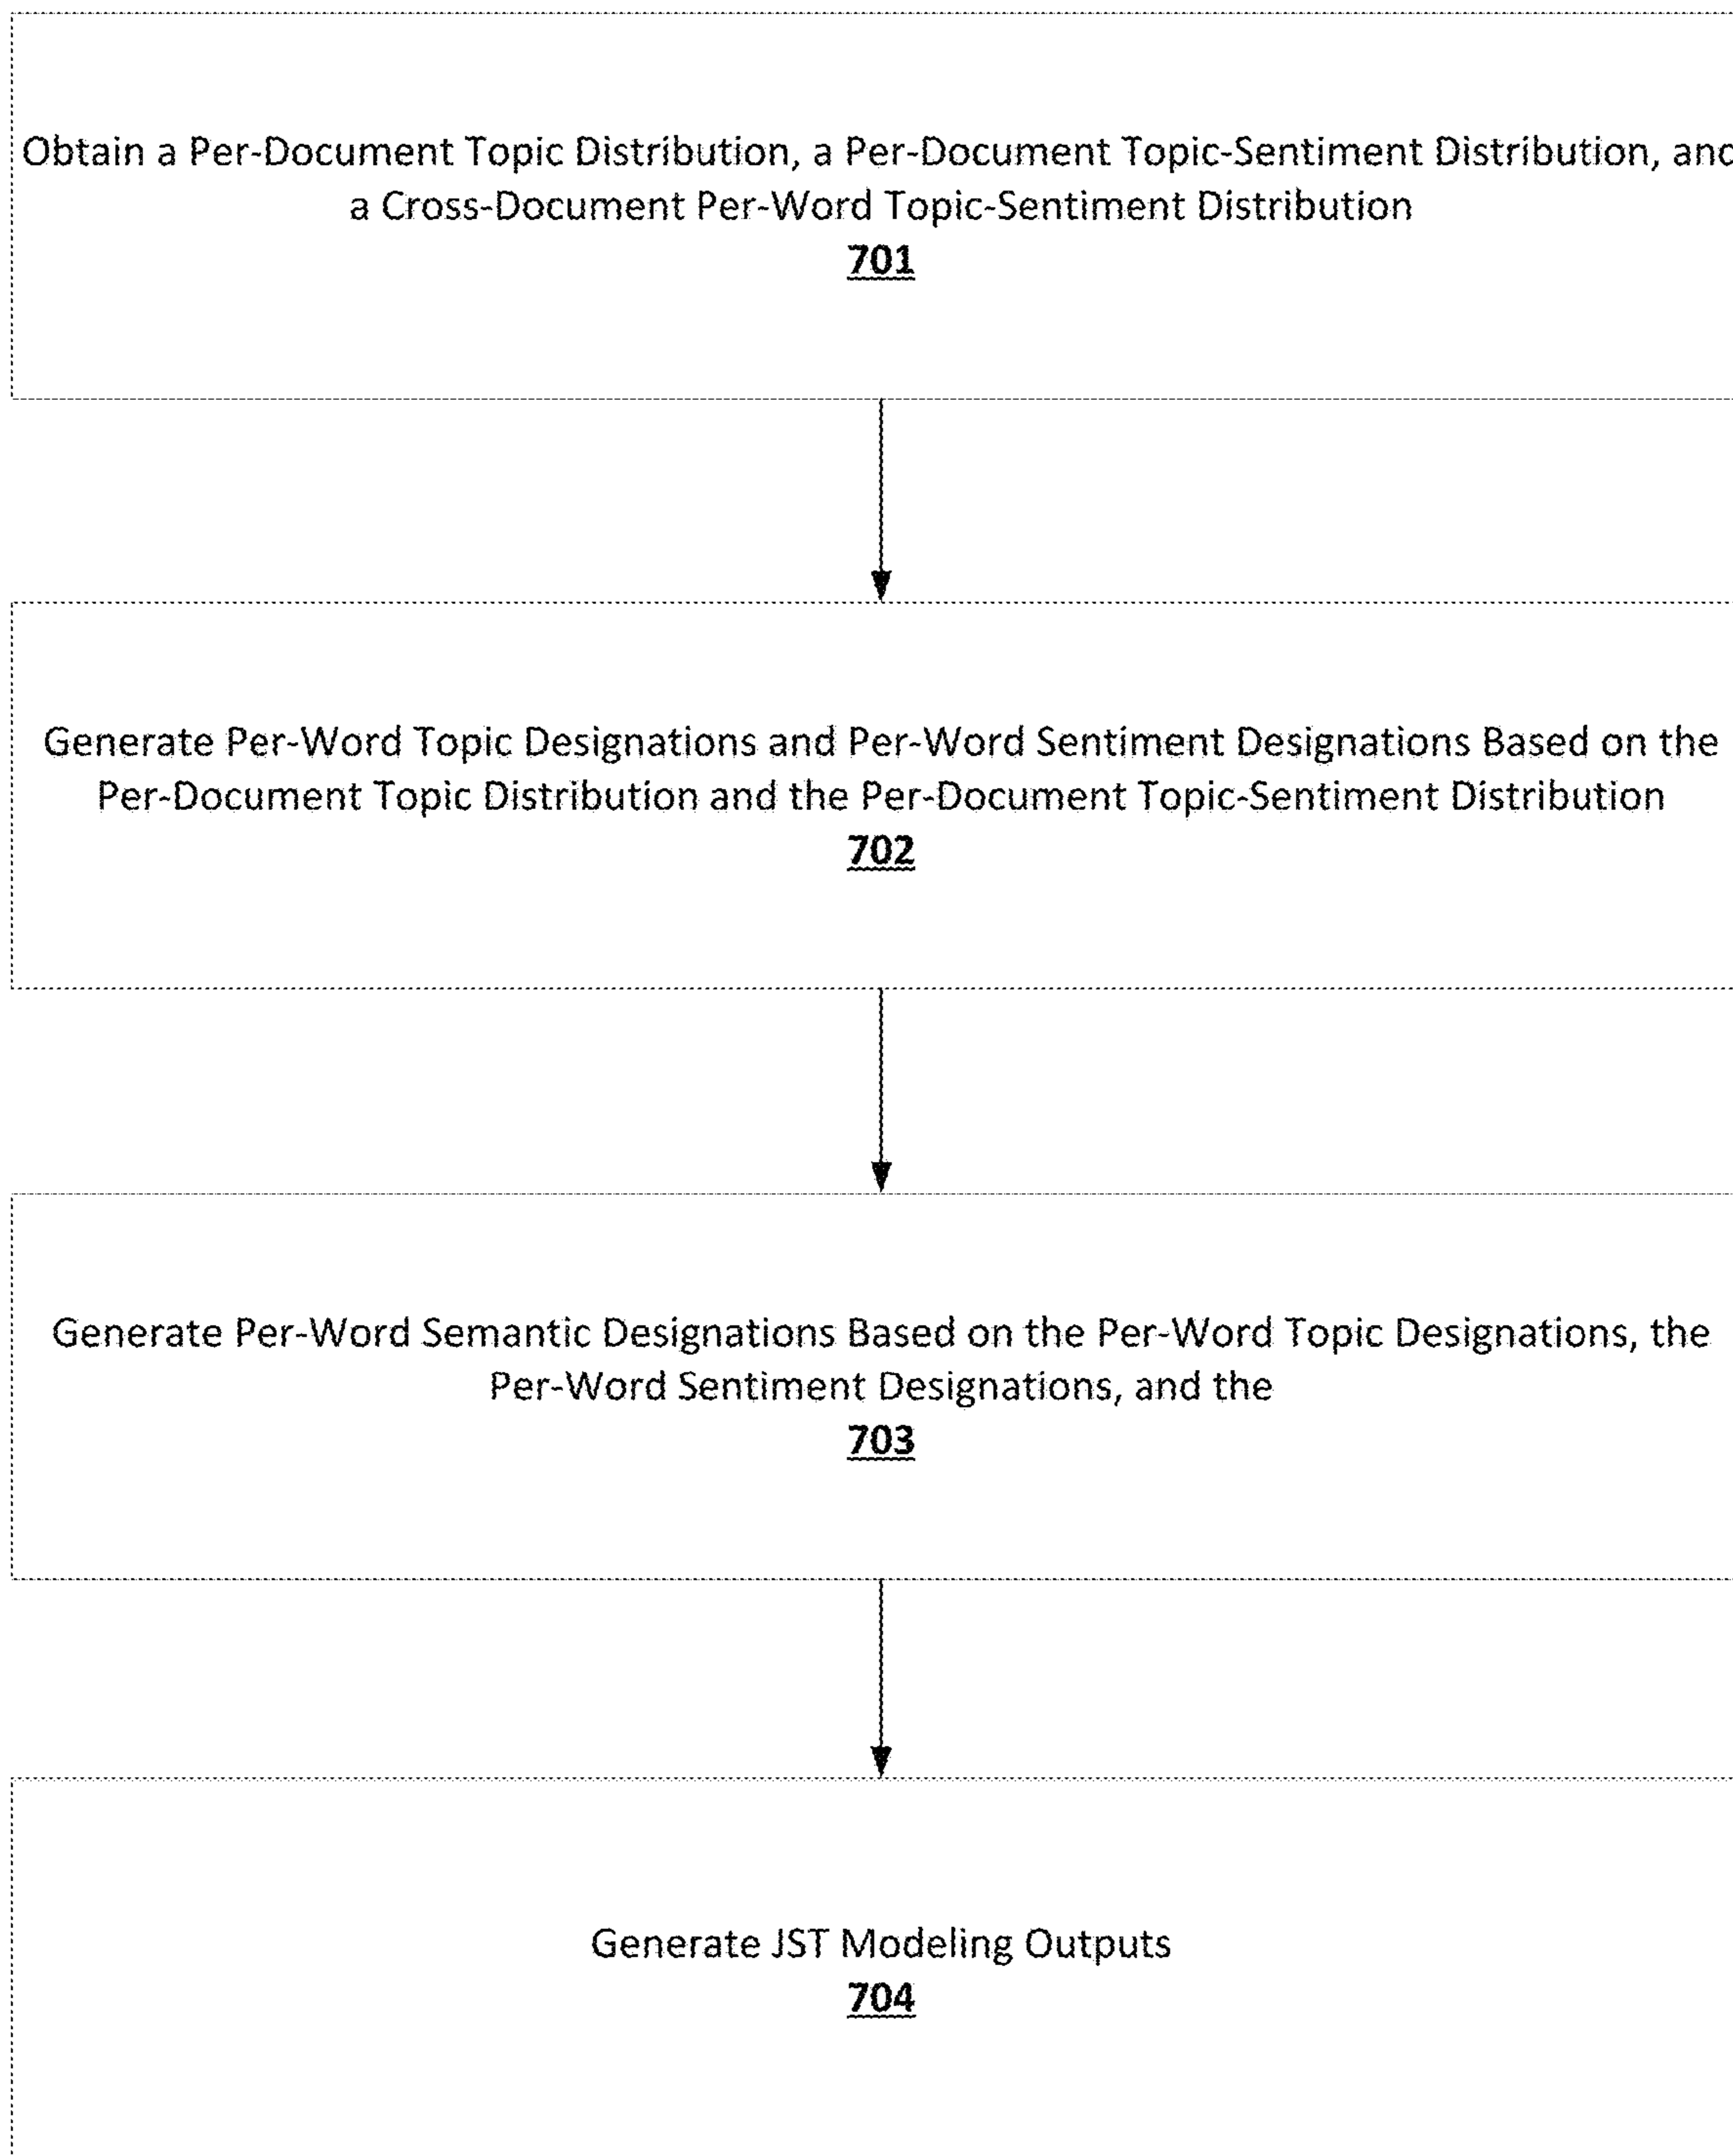 Obtain a Per-Document Topic Distribution, a Per-Document Topic-Sentiment Distribution, and
a Cross-Document Per-Word Topic-Sentiment Distribution
701
Generate Per-Word Topic Designations and Per-Word Sentiment Designations Based on the
Per-Document Topic Distribution and the Per-Document Topic-Sentiment Distribution
702
Generate Per-Word Semantic Designations Based on the Per-Word Topic Designations, the
Per-Word Sentiment Designations, and the
703
Generate JST Modeling Outputs
704